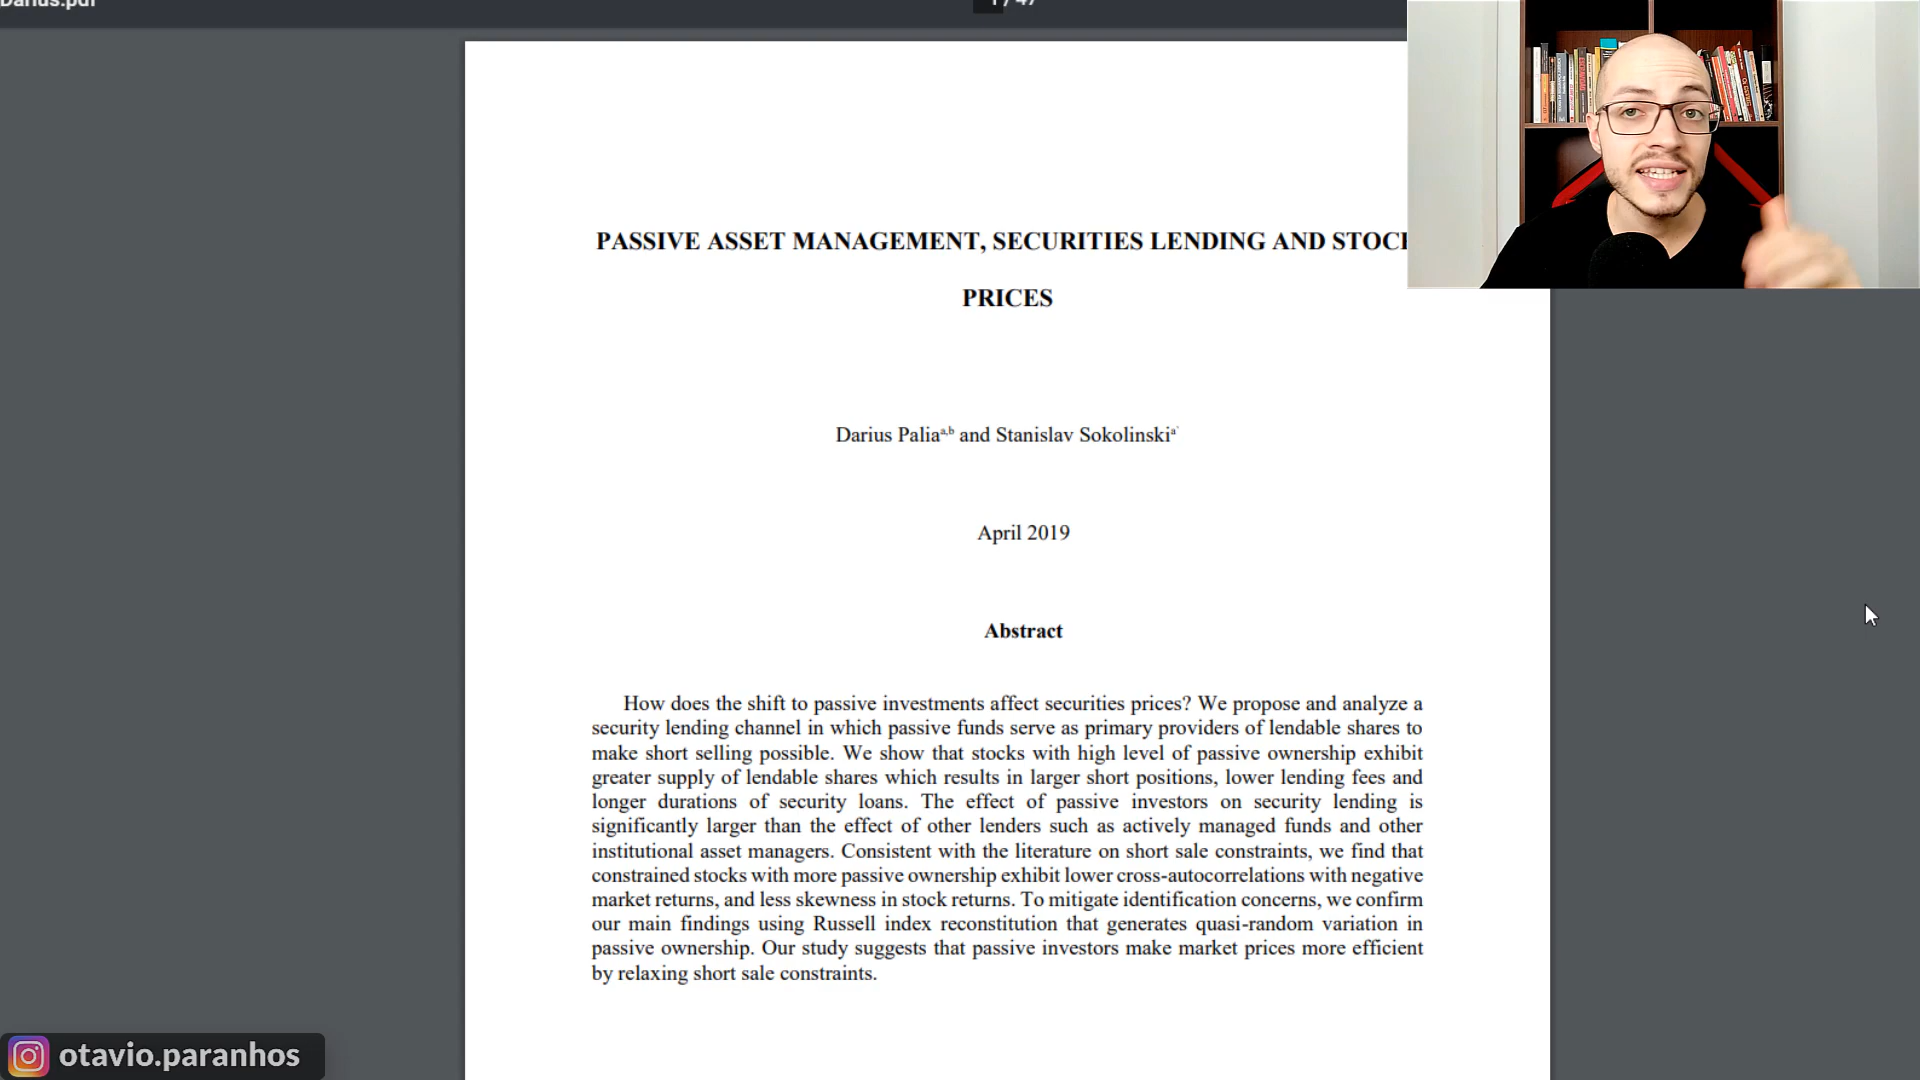 Darius.pdf
1 / 47
PASSIVE ASSET MANAGEMENT, SECURITIES LENDING AND STOCK
PRICES
Darius Palia^a,b and Stanislav Sokolinski^a*
April 2019
Abstract
How does the shift to passive investments affect securities prices? We propose and analyze a
security lending channel in which passive funds serve as primary providers of lendable shares to
make short selling possible. We show that stocks with high level of passive ownership exhibit
greater supply of lendable shares which results in larger short positions, lower lending fees and
longer durations of security loans. The effect of passive investors on security lending is
significantly larger than the effect of other lenders such as actively managed funds and other
institutional asset managers. Consistent with the literature on short sale constraints, we find that
constrained stocks with more passive ownership exhibit lower cross-autocorrelations with negative
market returns, and less skewness in stock returns. To mitigate identification concerns, we confirm
our main findings using Russell index reconstitution that generates quasi-random variation in
passive ownership. Our study suggests that passive investors make market prices more efficient
by relaxing short sale constraints.
otavio.paranhos